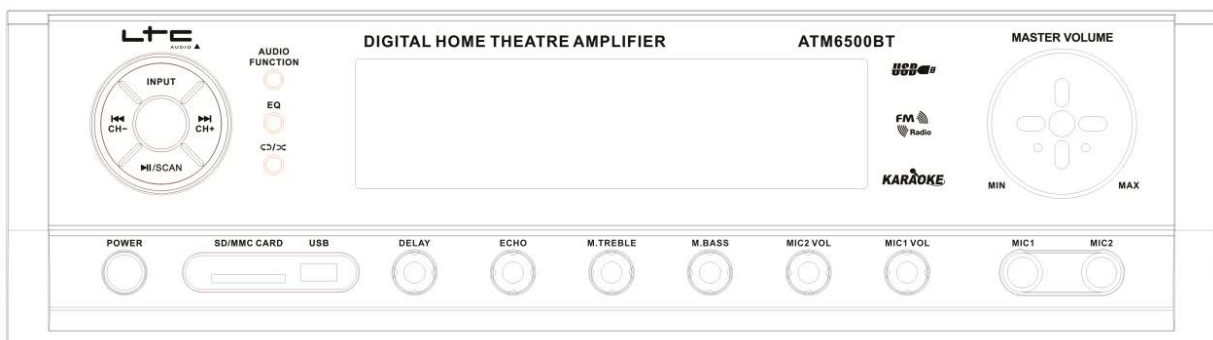 LTC
AUDIO
DIGITAL HOME THEATRE AMPLIFIER
ATM6500BT
MASTER VOLUME
INPUT
CH-
CH+
/SCAN
AUDIO
FUNCTION
EQ
USB
FM
Radio
KARAOKE
MIN
MAX
POWER
SD/MMC CARD
USB
DELAY
ECHO
M.TREBLE
M.BASS
MIC2 VOL
MIC1 VOL
MIC1
MIC2